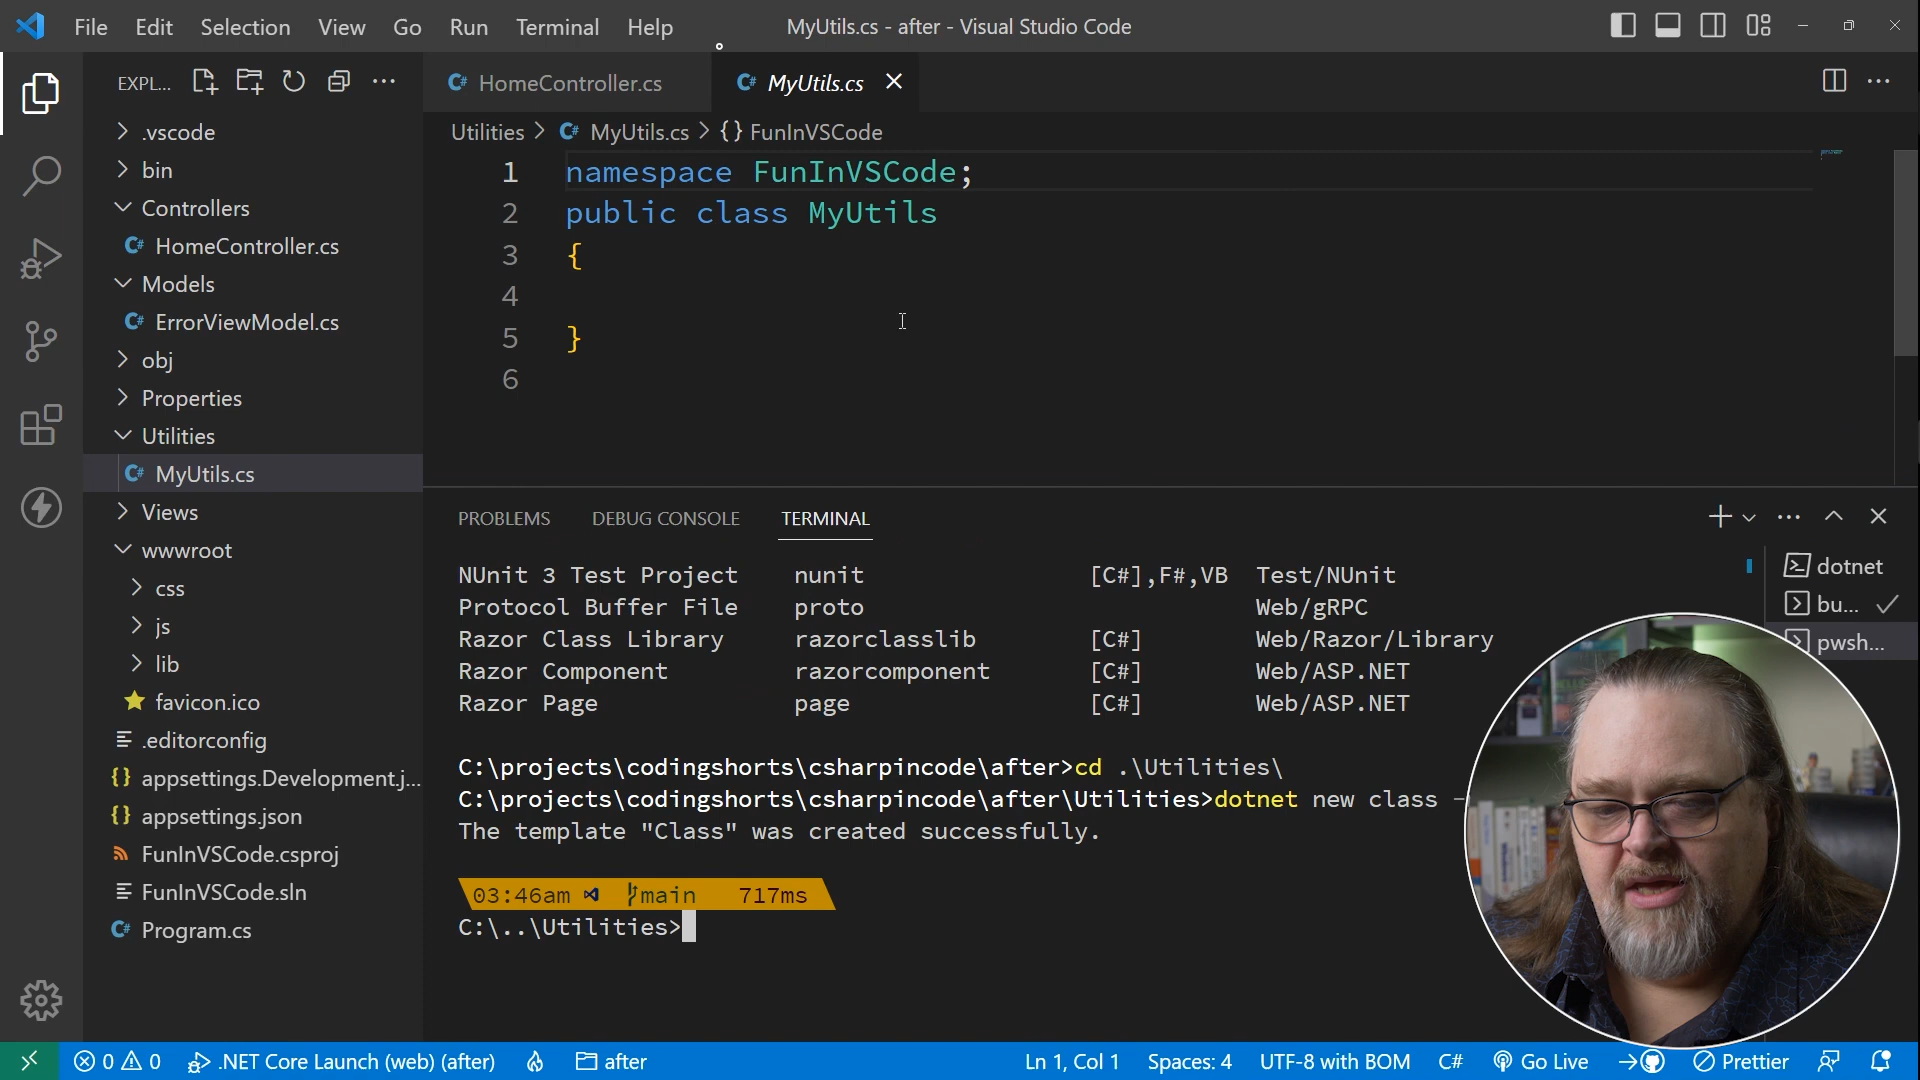 File Edit Selection View Go Run Terminal Help
MyUtils.cs - after - Visual Studio Code
EXPL...
.vscode
bin
Controllers
HomeController.cs
Models
ErrorViewModel.cs
obj
Properties
Utilities
MyUtils.cs
Views
wwwroot
css
js
lib
favicon.ico
.editorconfig
appsettings.Development.j...
appsettings.json
FunInVSCode.csproj
FunInVSCode.sln
Program.cs
HomeController.cs
MyUtils.cs
Utilities > MyUtils.cs > {} FunInVSCode
1 namespace FunInVSCode;
2 public class MyUtils
3 {
4
5 }
6
PROBLEMS DEBUG CONSOLE TERMINAL
NUnit 3 Test Project nunit [C#],F#,VB Test/NUnit
Protocol Buffer File proto Web/gRPC
Razor Class Library razorclasslib [C#] Web/Razor/Library
Razor Component razorcomponent [C#] Web/ASP.NET
Razor Page page [C#] Web/ASP.NET
C:\projects\codingshorts\csharpincode\after>cd .\Utilities\
C:\projects\codingshorts\csharpincode\after\Utilities>dotnet new class -
The template "Class" was created successfully.
03:46am main 717ms
C:\..\Utilities>
dotnet
bu...
pwsh...
0 0 .NET Core Launch (web) (after) after
Ln 1, Col 1 Spaces: 4 UTF-8 with BOM C# Go Live Prettier